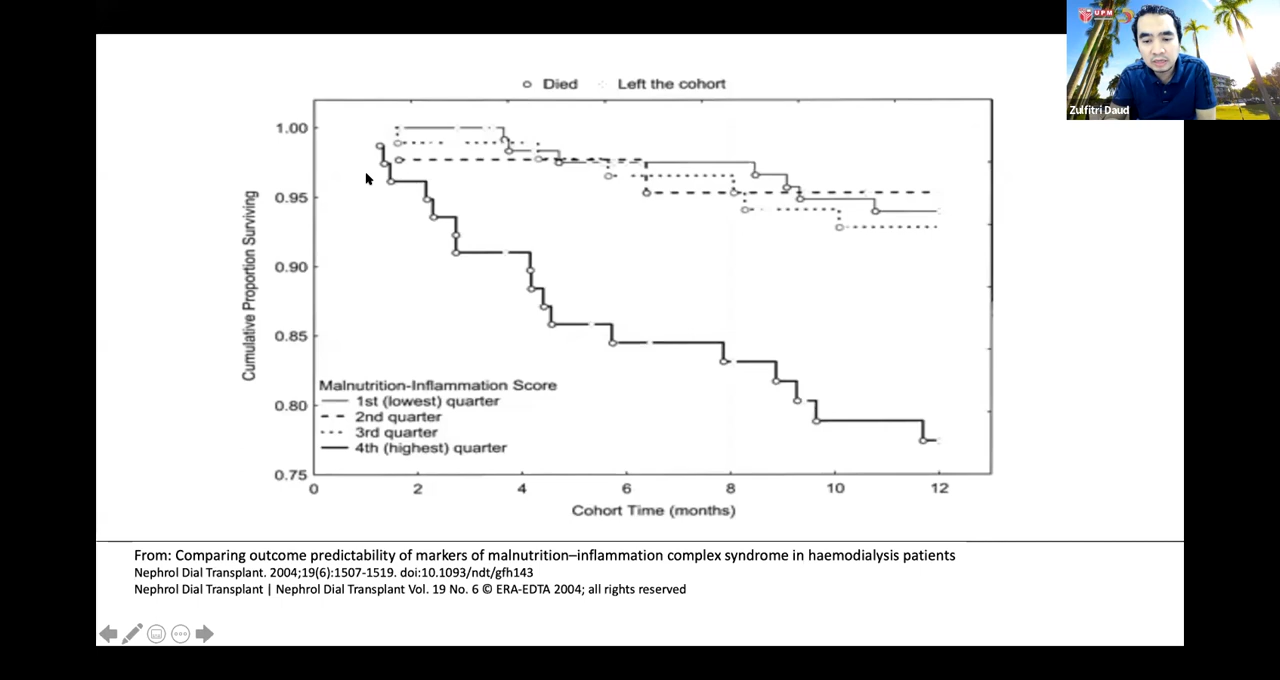 UPM
Zulfitri Daud
Died
Left the cohort
1.00
0.95
0.90
0.85
0.80
0.75
Cumulative Proportion Surviving
Malnutrition-Inflammation Score
1st (lowest) quarter
2nd quarter
3rd quarter
4th (highest) quarter
0 2 4 6 8 10 12
Cohort Time (months)
From: Comparing outcome predictability of markers of malnutrition–inflammation complex syndrome in haemodialysis patients
Nephrol Dial Transplant. 2004;19(6):1507-1519. doi:10.1093/ndt/gfh143
Nephrol Dial Transplant | Nephrol Dial Transplant Vol. 19 No. 6 © ERA-EDTA 2004; all rights reserved